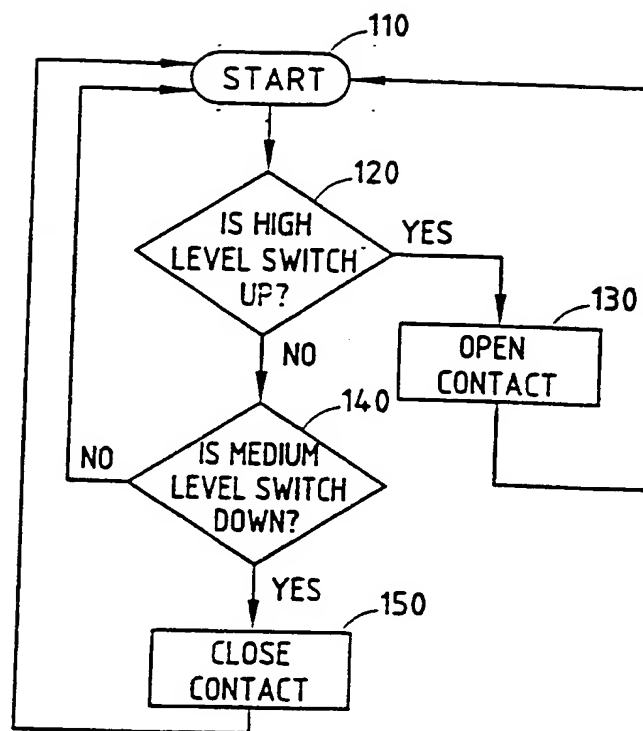 110
START
120
IS HIGH
LEVEL SWITCH
UP?
YES
130
OPEN
CONTACT
NO
140
IS MEDIUM
LEVEL SWITCH
DOWN?
NO
YES
150
CLOSE
CONTACT